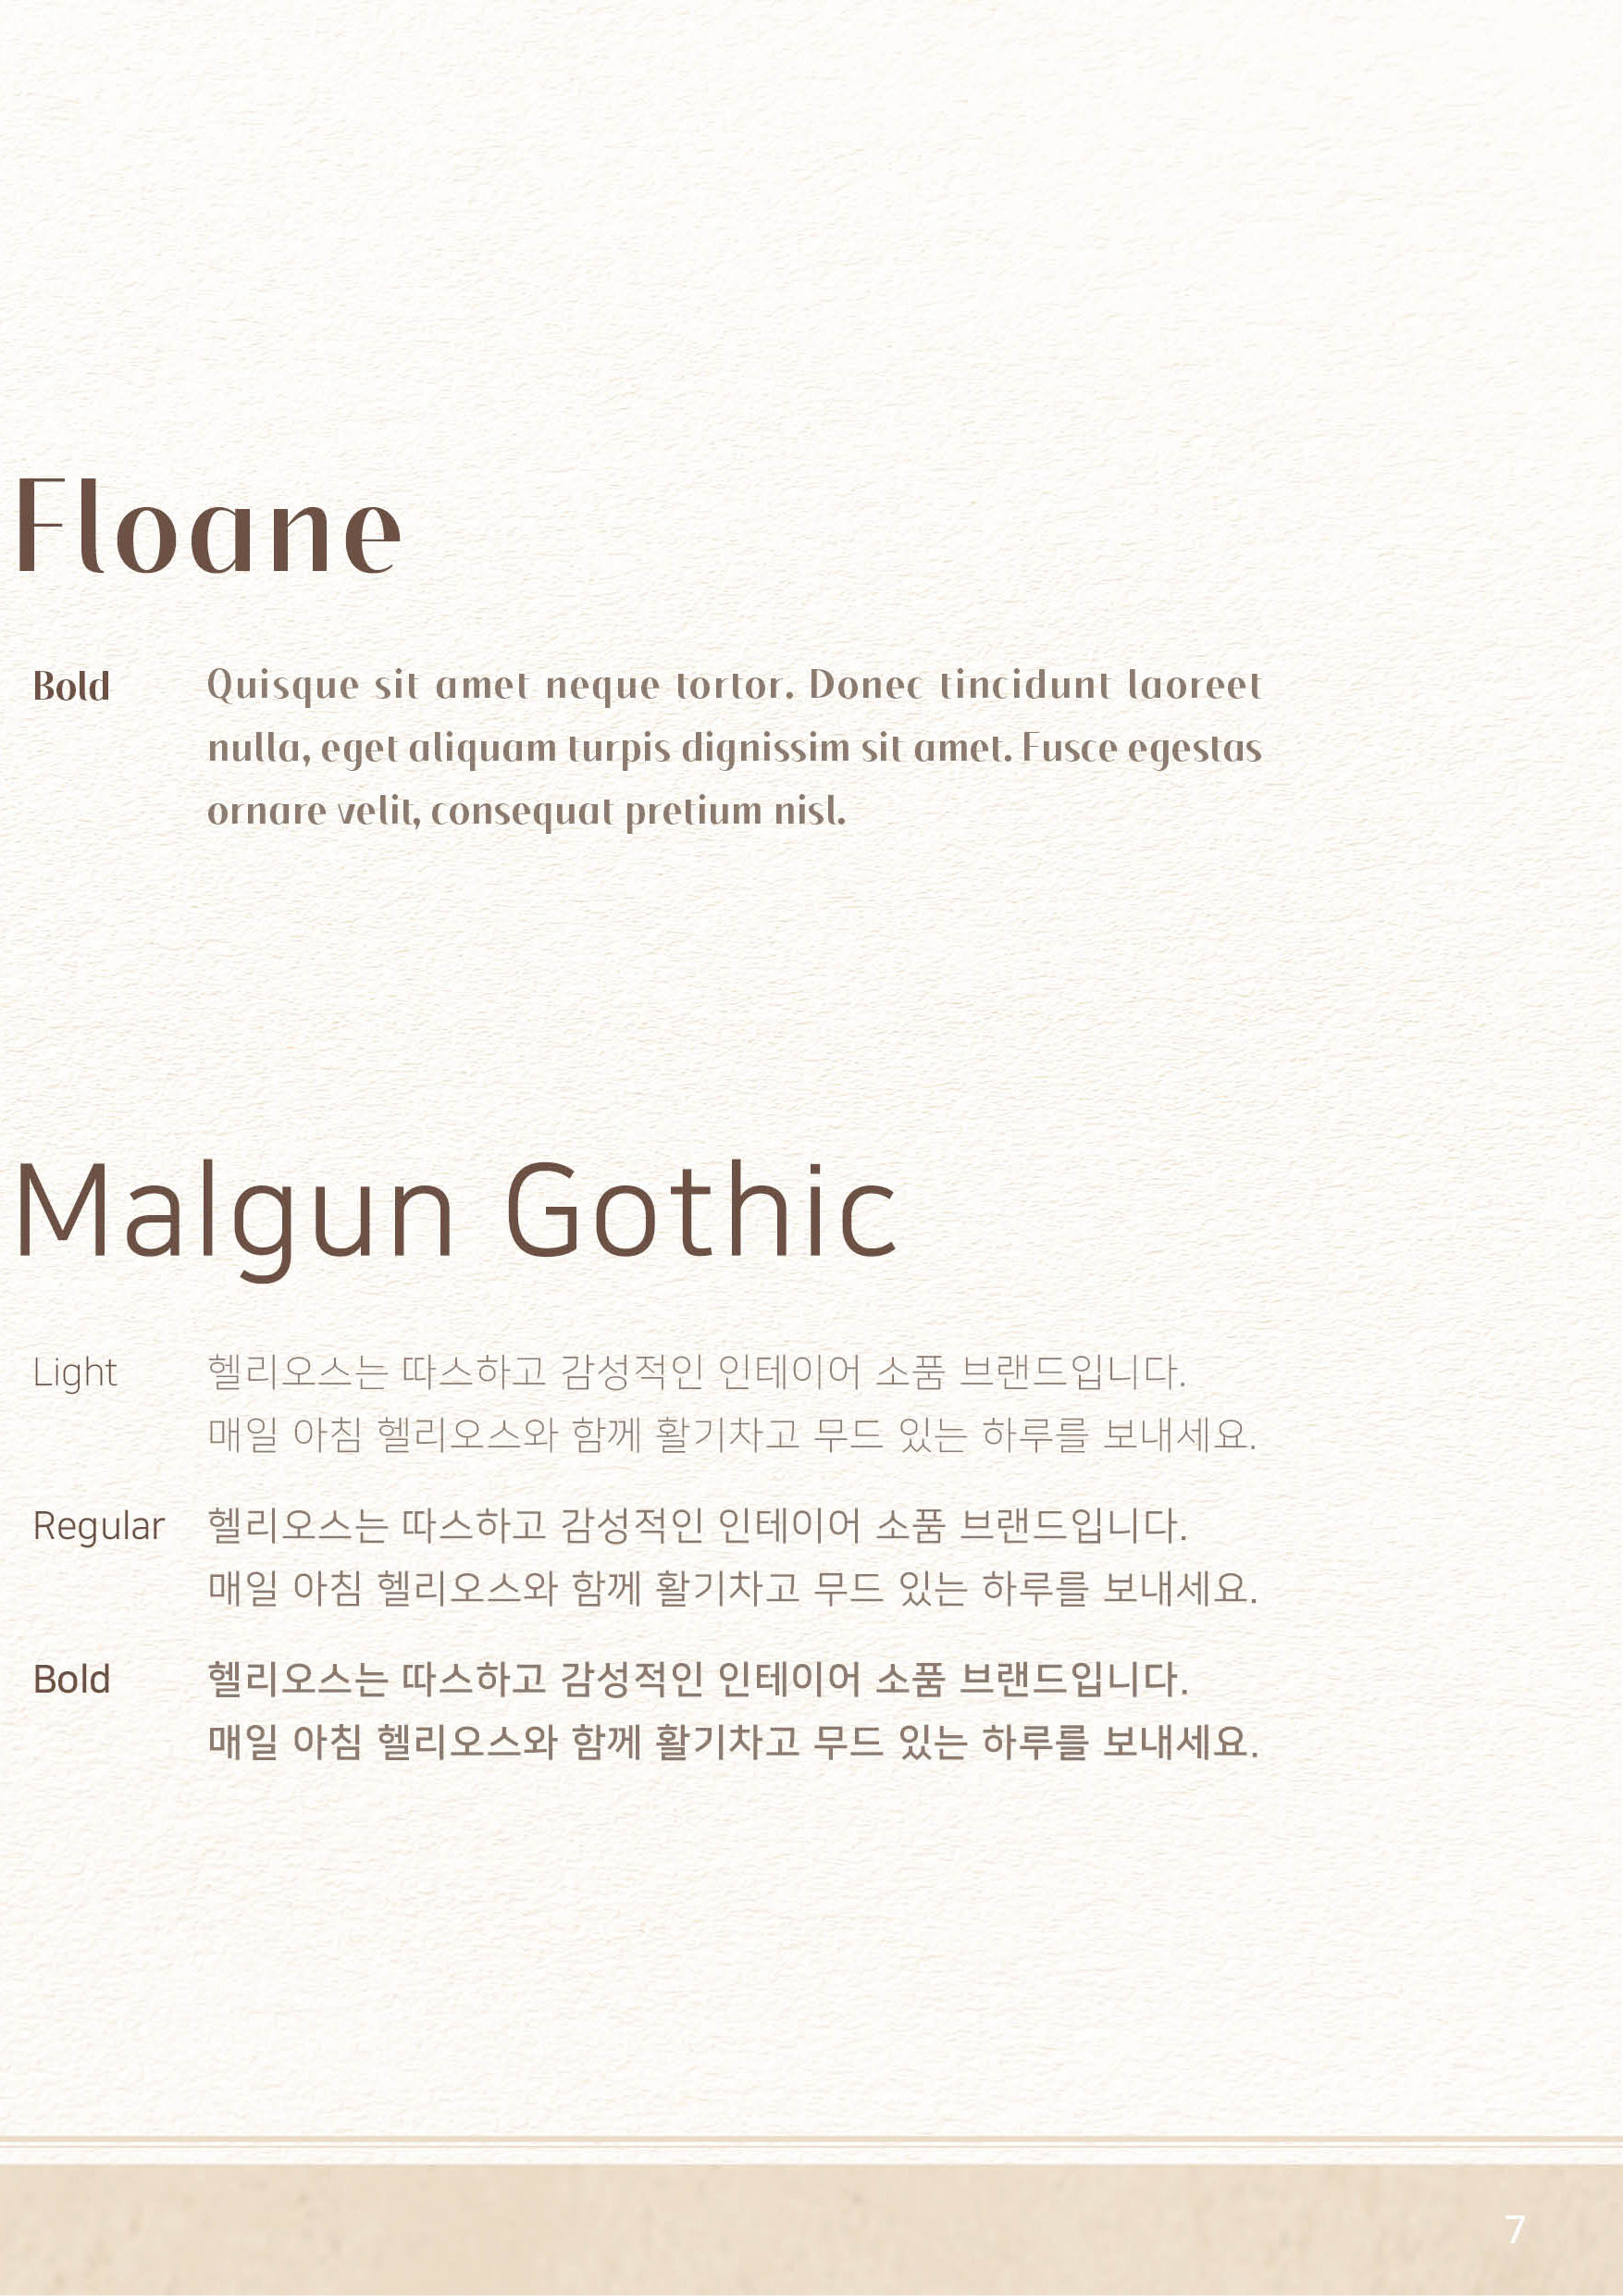 Floane
Bold
Quisque sit amet neque tortor. Donec tincidunt laoreet
nulla, eget aliquam turpis dignissim sit amet. Fusce egestas
ornare velit, consequat pretium nisl.
Malgun Gothic
Light
헬리오스는 따스하고 감성적인 인테이어 소품 브랜드입니다.
매일 아침 헬리오스와 함께 활기차고 무드 있는 하루를 보내세요.
Regular
헬리오스는 따스하고 감성적인 인테이어 소품 브랜드입니다.
매일 아침 헬리오스와 함께 활기차고 무드 있는 하루를 보내세요.
Bold
헬리오스는 따스하고 감성적인 인테이어 소품 브랜드입니다.
매일 아침 헬리오스와 함께 활기차고 무드 있는 하루를 보내세요.
7